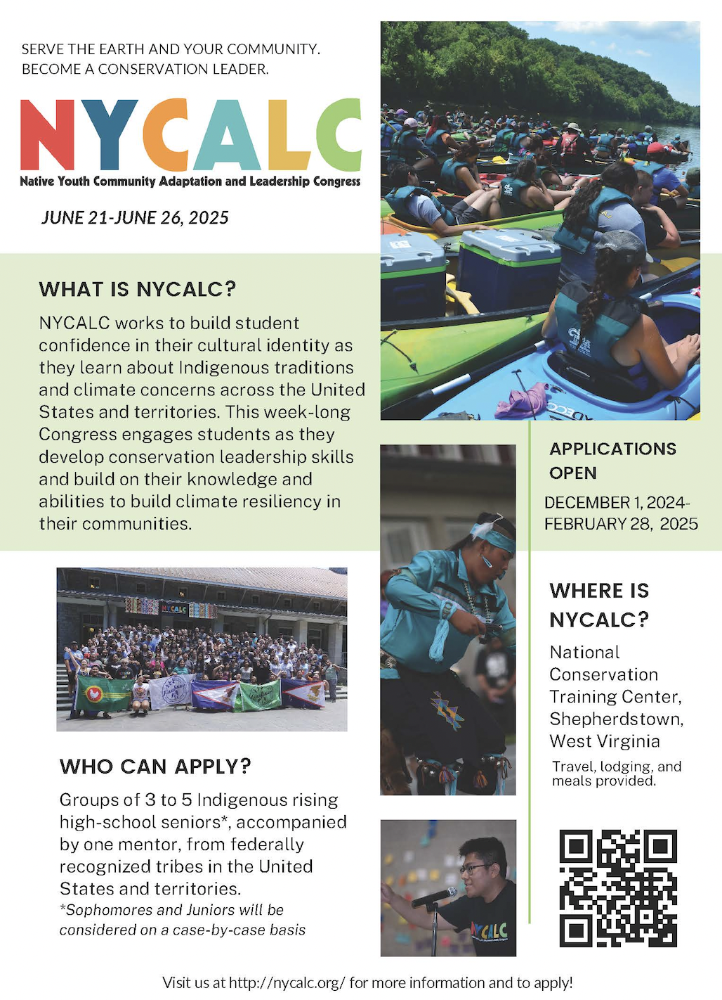 SERVE THE EARTH AND YOUR COMMUNITY.
BECOME A CONSERVATION LEADER.
NYCALC
Native Youth Community Adaptation and Leadership Congress
JUNE 21-JUNE 26, 2025
WHAT IS NYCALC?
NYCALC works to build student
confidence in their cultural identity as
they learn about Indigenous traditions
and climate concerns across the United
States and territories. This week-long
Congress engages students as they
develop conservation leadership skills
and build on their knowledge and
abilities to build climate resiliency in
their communities.
APPLICATIONS
OPEN
DECEMBER 1, 2024-
FEBRUARY 28, 2025
NYCALC
WHERE IS
NYCALC?
National
Conservation
Training Center,
Shepherdstown,
West Virginia
Travel, lodging, and
meals provided.
WHO CAN APPLY?
Groups of 3 to 5 Indigenous rising
high-school seniors*, accompanied
by one mentor, from federally
recognized tribes in the United
States and territories.
*Sophomores and Juniors will be
considered on a case-by-case basis
NYCALC
Visit us at http://nycalc.org/ for more information and to apply!